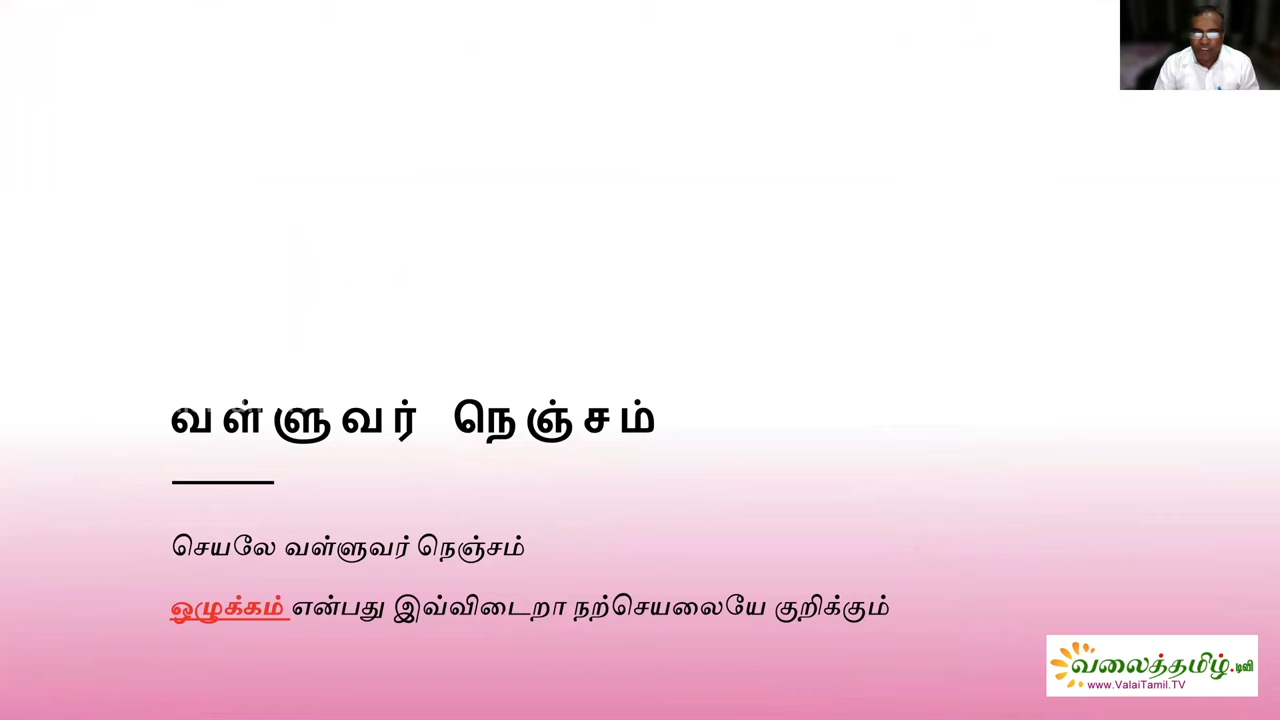 வள்ளுவர் நெஞ்சம்
செயலே வள்ளுவர் நெஞ்சம்
ஒழுக்கம் என்பது இவ்விடைறா நற்செயலையே குறிக்கும்
வலைத்தமிழ்.டிவி
www.ValaiTamil.TV